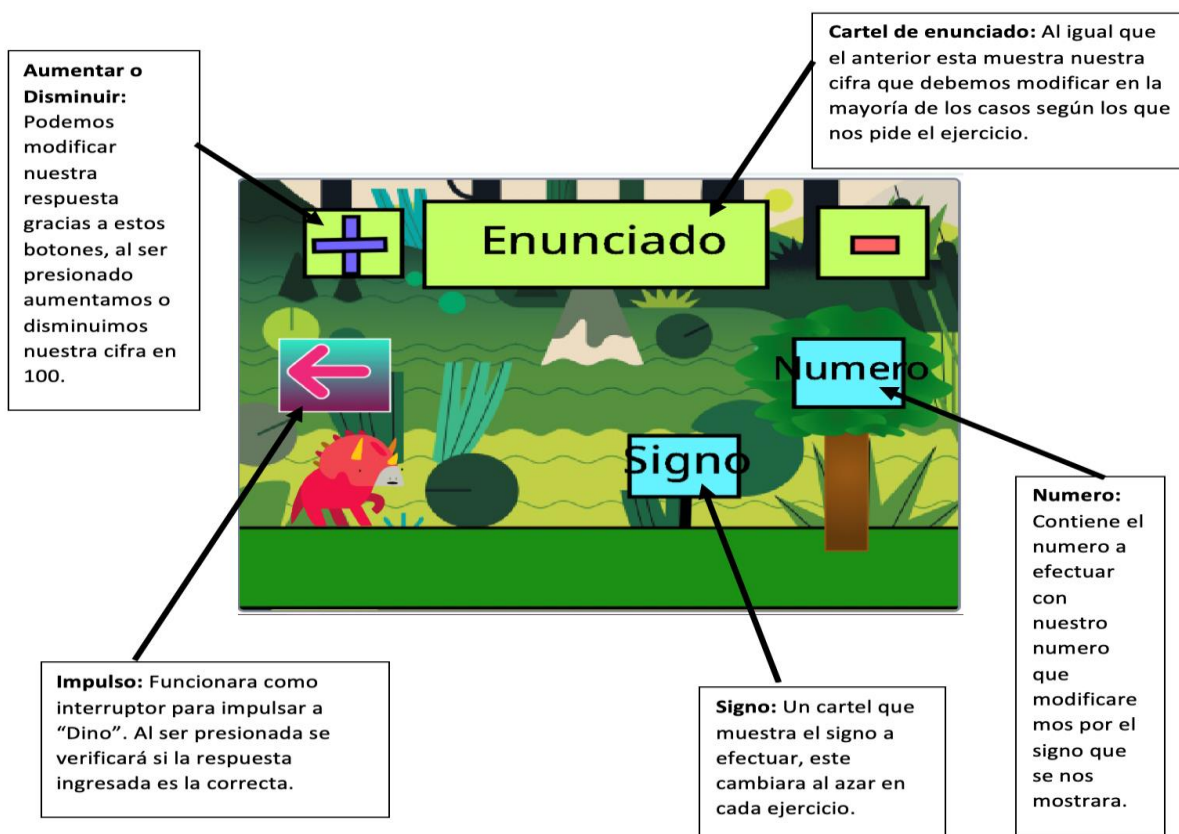 Cartel de enunciado: Al igual que
el anterior esta muestra nuestra
cifra que debemos modificar en la
mayoría de los casos según los que
nos pide el ejercicio.
Aumentar o
Disminuir:
Podemos
modificar
nuestra
respuesta
gracias a estos
botones, al ser
presionado
aumentamos o
disminuimos
nuestra cifra en
100.
Enunciado
Numero
Signo
Numero:
Contiene el
numero a
efectuar
con
nuestro
numero
que
modificare
mos por el
signo que
se nos
mostrara.
Impulso: Funcionara como
interruptor para impulsar a
“Dino”. Al ser presionada se
verificará si la respuesta
ingresada es la correcta.
Signo: Un cartel que
muestra el signo a
efectuar, este
cambiara al azar en
cada ejercicio.